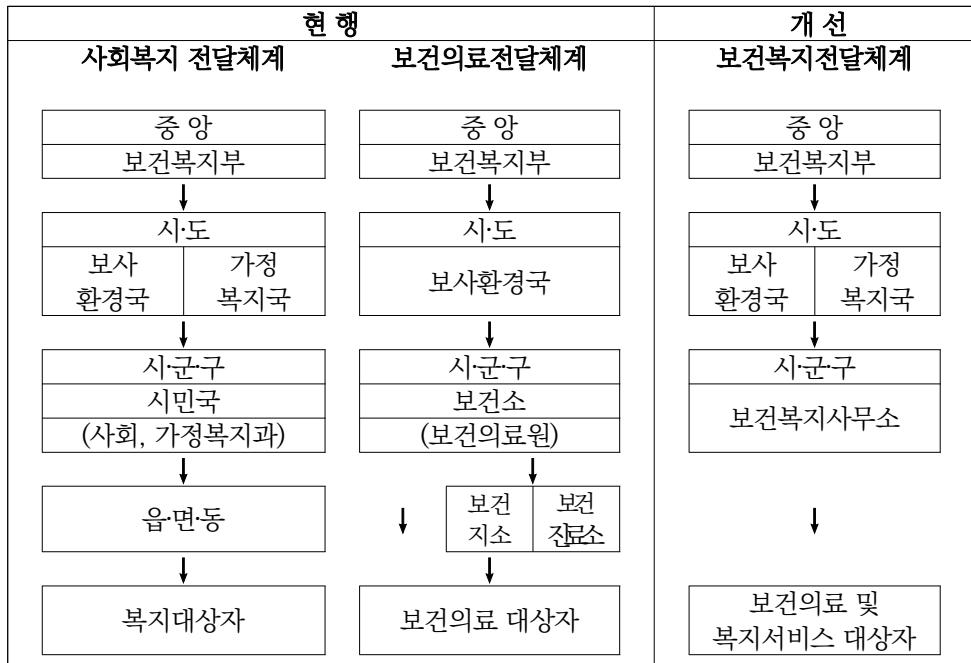 현 행
개 선
사회복지 전달체계
보건의료전달체계
보건복지전달체계
중 앙
보건복지부
시·도
보사
환경국
가정
복지국
시·군·구
시민국
(사회, 가정복지과)
읍·면·동
복지대상자
중 앙
보건복지부
시·도
보사환경국
시·군·구
보건소
(보건의료원)
보건
지소
보건
진료소
보건의료 대상자
중 앙
보건복지부
시·도
보사
환경국
가정
복지국
시·군·구
보건복지사무소
보건의료 및
복지서비스 대상자